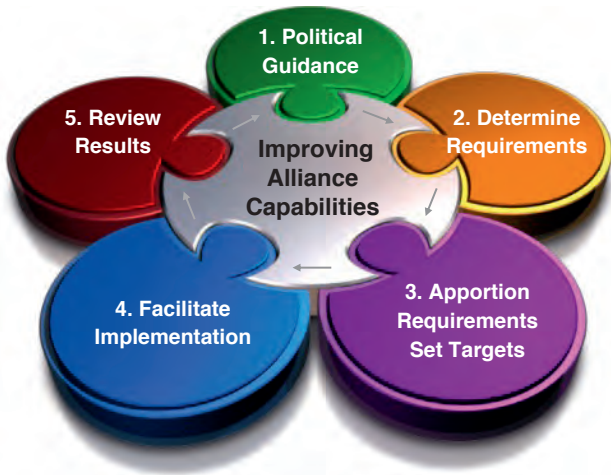 1. Political
Guidance
2. Determine
Requirements
3. Apportion
Requirements
Set Targets
4. Facilitate
Implementation
5. Review
Results
Improving
Alliance
Capabilities